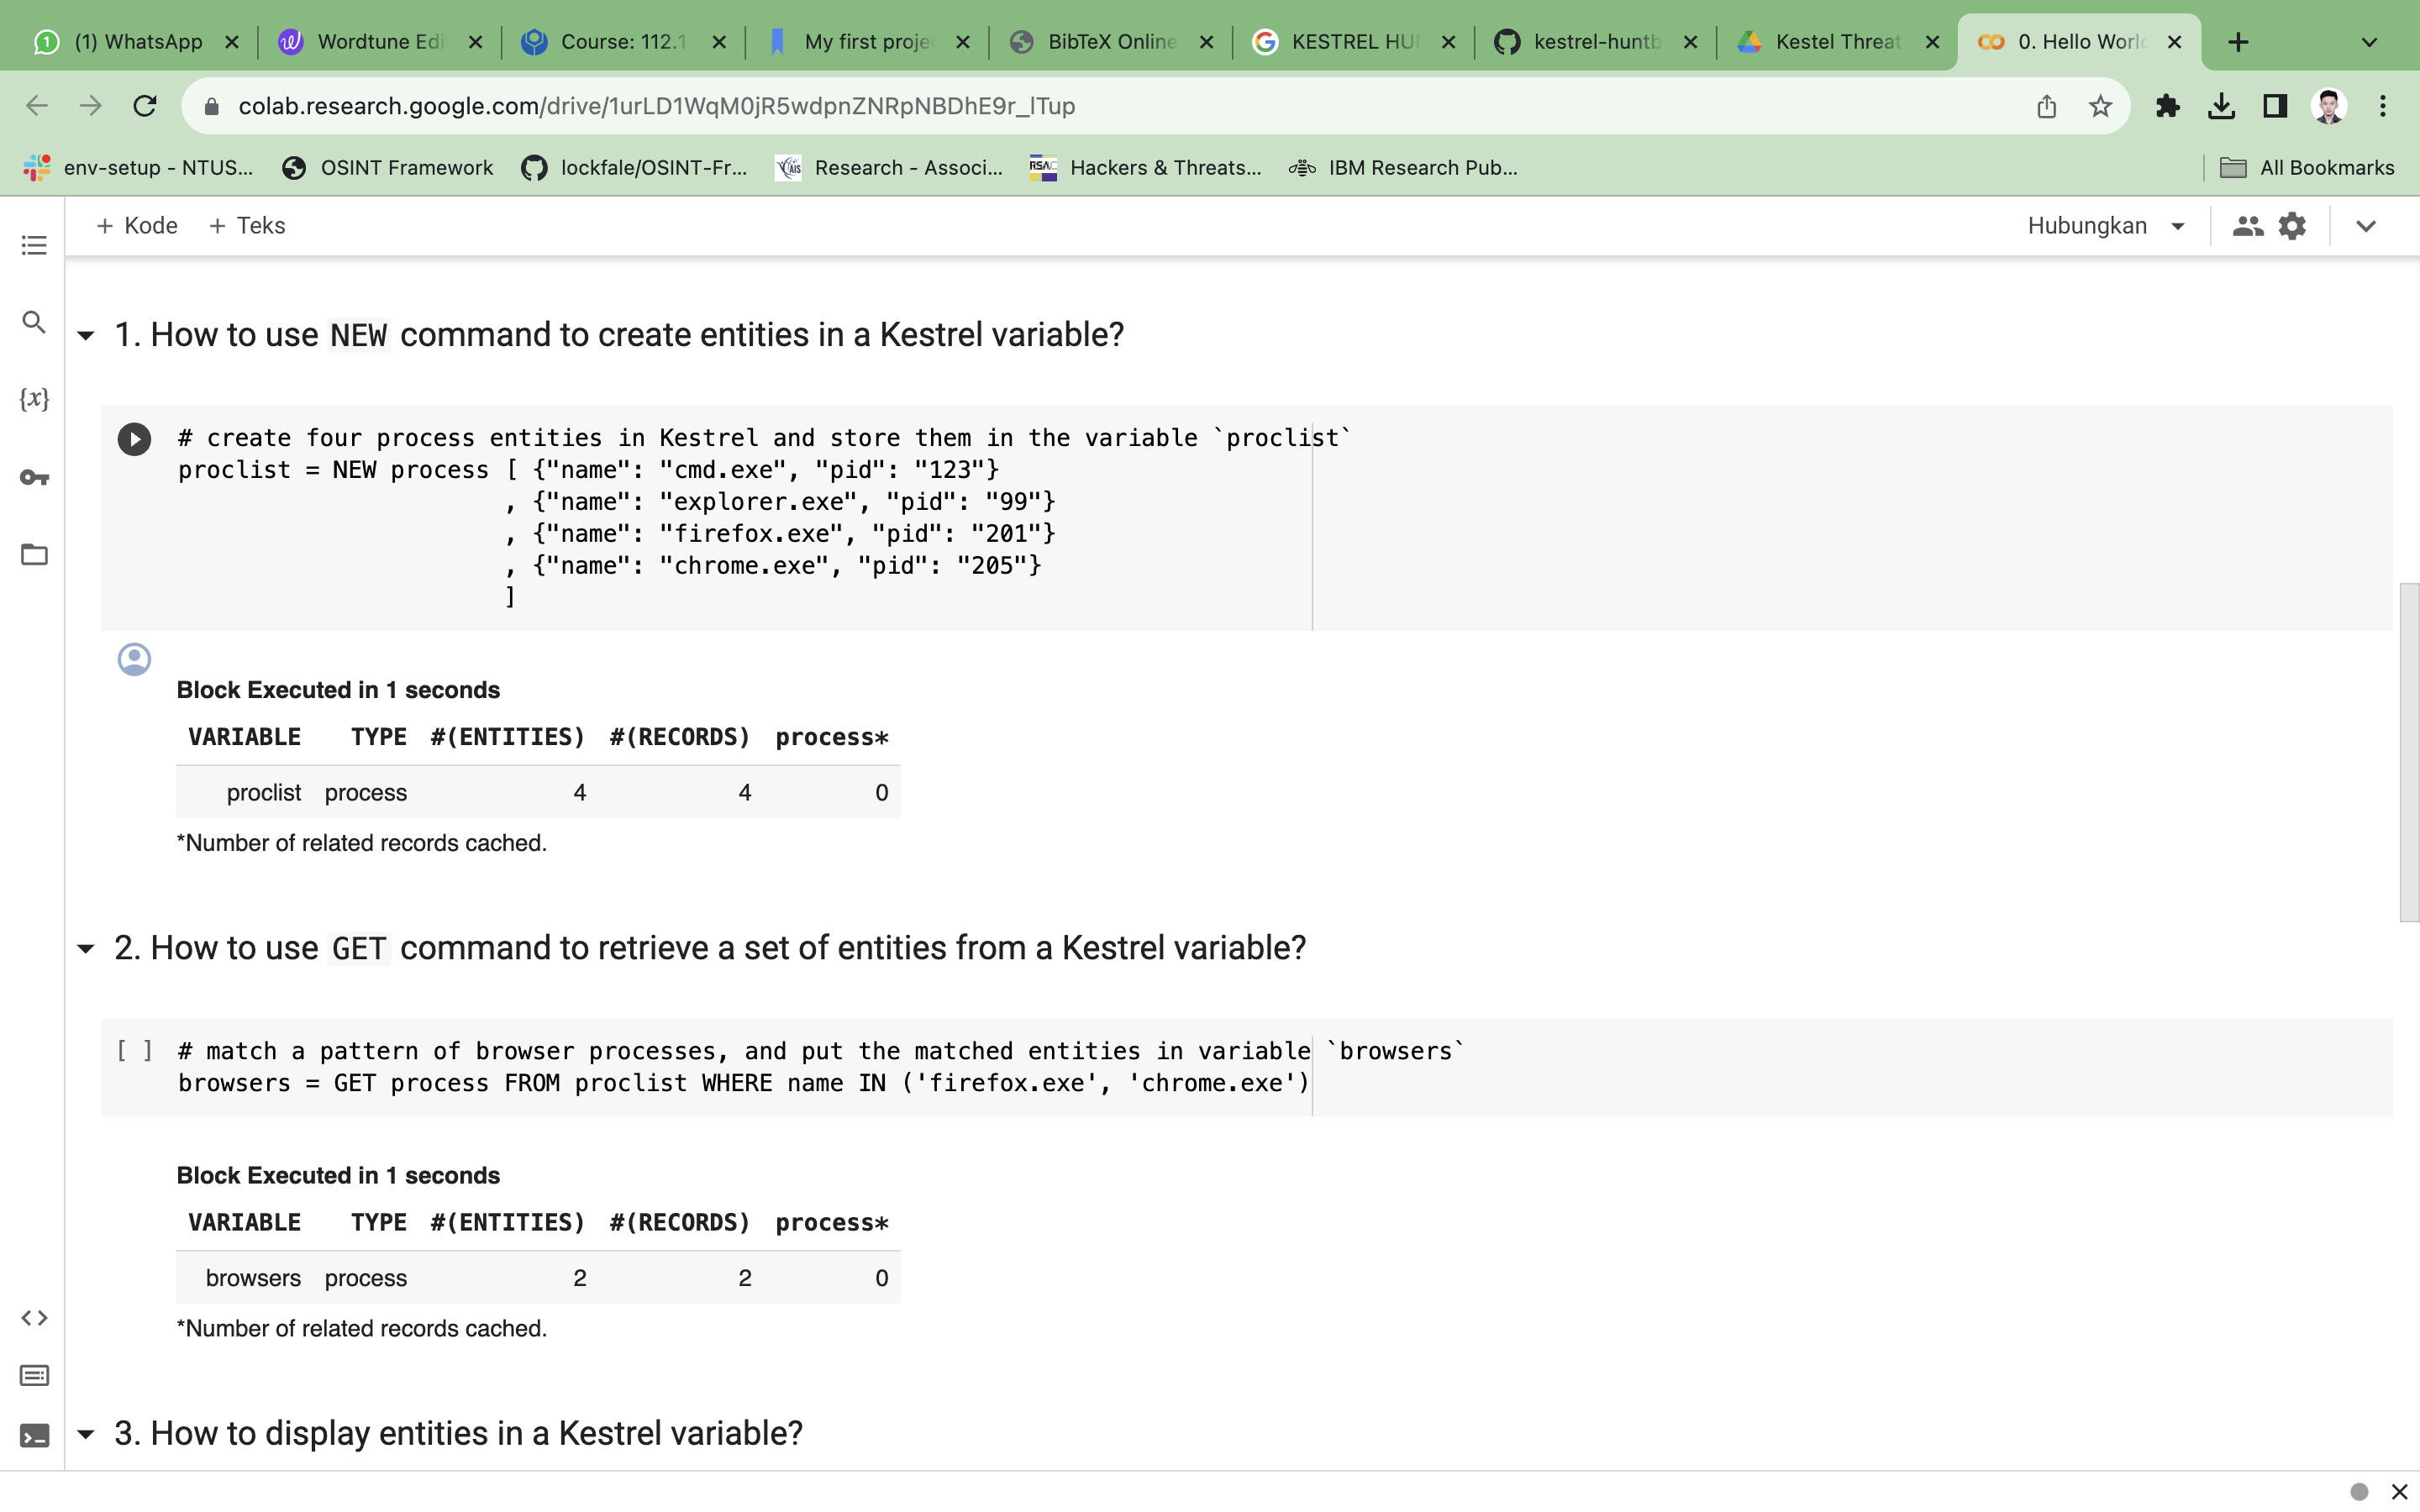 1 (1) WhatsApp
Wordtune Edi
Course: 112.1
My first proje
BibTeX Online
KESTREL HU
kestrel-huntb
Kestel Threat
0. Hello Worl
colab.research.google.com/drive/1urLD1WqM0jR5wdpnZNRpNBDhE9r_lTup
env-setup - NTUS...
OSINT Framework
lockfale/OSINT-Fr...
AIS Research - Associ...
RSAC Hackers & Threats...
IBM Research Pub...
All Bookmarks
+ Kode + Teks
Hubungkan
{x}
1. How to use NEW command to create entities in a Kestrel variable?
# create four process entities in Kestrel and store them in the variable `proclist`
proclist = NEW process [ {"name": "cmd.exe", "pid": "123"}
, {"name": "explorer.exe", "pid": "99"}
, {"name": "firefox.exe", "pid": "201"}
, {"name": "chrome.exe", "pid": "205"}
]
Block Executed in 1 seconds
VARIABLE TYPE #(ENTITIES) #(RECORDS) process*
proclist process 4 4 0
*Number of related records cached.
2. How to use GET command to retrieve a set of entities from a Kestrel variable?
[ ] # match a pattern of browser processes, and put the matched entities in variable `browsers`
browsers = GET process FROM proclist WHERE name IN ('firefox.exe', 'chrome.exe')
Block Executed in 1 seconds
VARIABLE TYPE #(ENTITIES) #(RECORDS) process*
browsers process 2 2 0
*Number of related records cached.
3. How to display entities in a Kestrel variable?